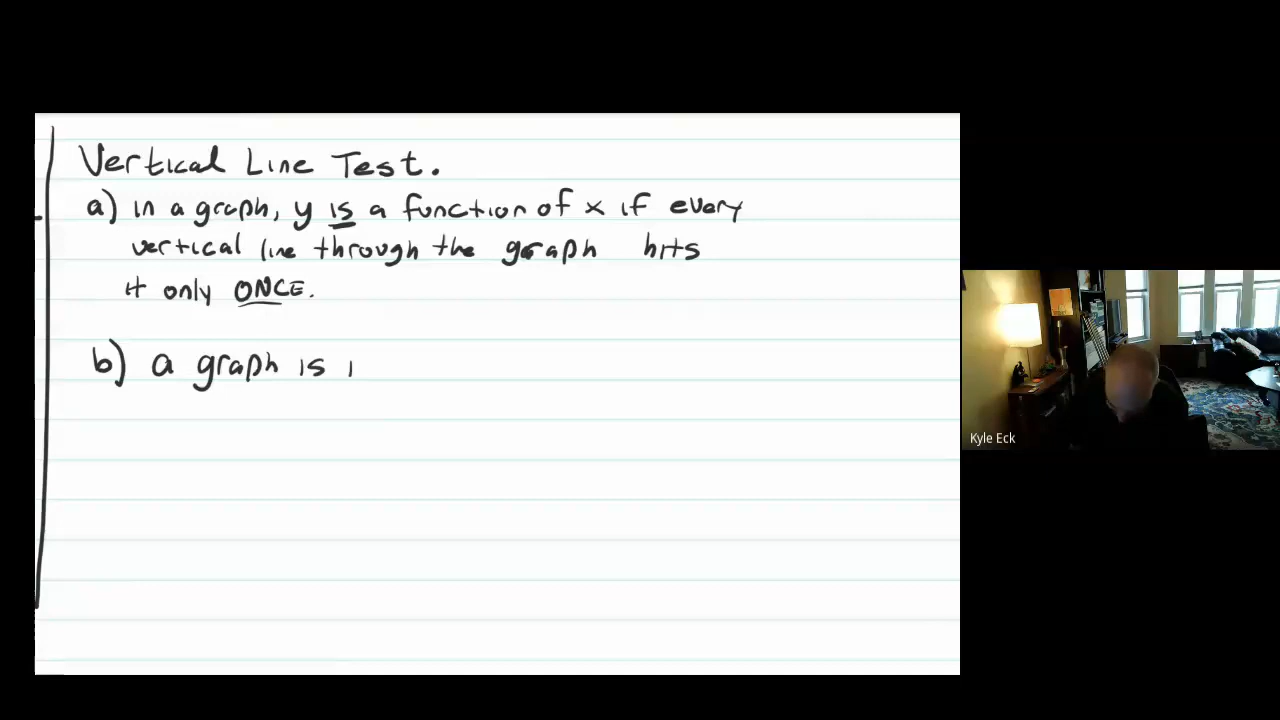 Vertical Line Test.
a) in a graph, y is a function of x if every
vertical line through the graph hits
it only ONCE.
b) a graph is
Kyle Eck